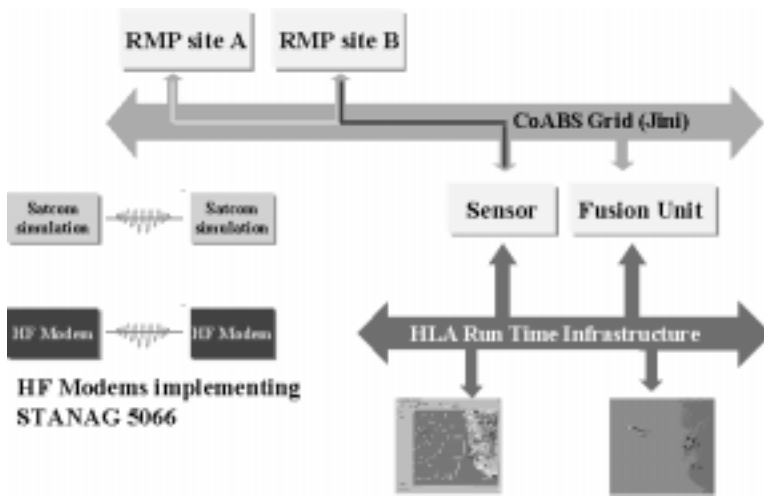 RMP site A
RMP site B
CoABS Grid (Jini)
Satcom
simulation
Satcom
simulation
Sensor
Fusion Unit
HF Modem
HF Modem
HLA Run Time Infrastructure
HF Modems implementing
STANAG 5066